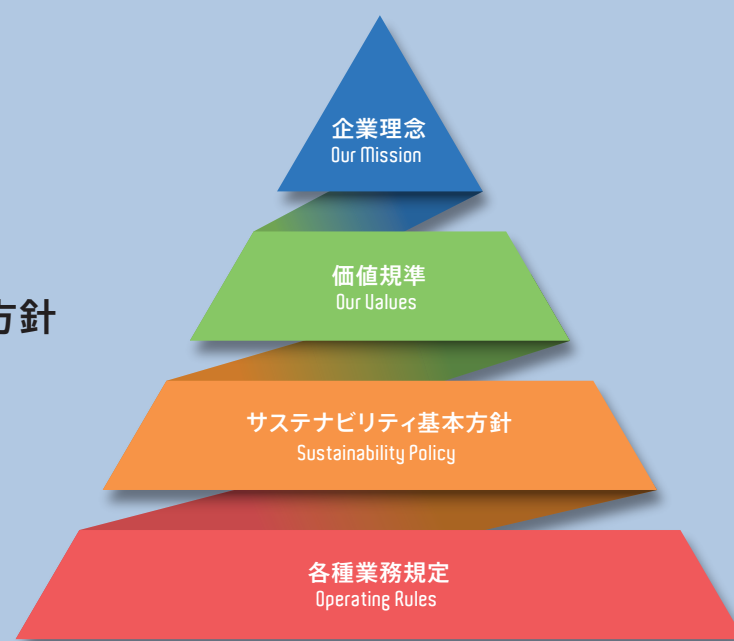 企業理念
Our Mission
価値規準
Our Values
方針
サステナビリティ基本方針
Sustainability Policy
各種業務規定
Operating Rules